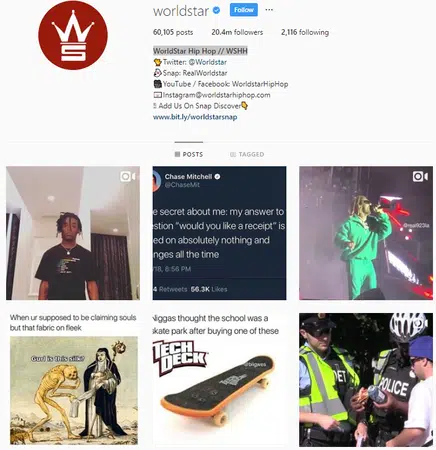 worldstar
Follow
60,105 posts 20.4m followers 2,116 following
WorldStar Hip Hop // WSHH
Twitter: @Worldstar
Snap: RealWorldstar
YouTube / Facebook: WorldstarHipHop
Instagram@worldstarhiphop.com
Add Us On Snap Discover
www.bit.ly/worldstarsnap
POSTS TAGGED
Chase Mitchell
@ChaseMit
e secret about me: my answer to
stion "would you like a receipt" is
ed on absolutely nothing and
nges all the time
18, 8:56 PM
4 Retweets 56.3K Likes
When ur supposed to be claiming souls
but that fabric on fleek
Gurl is this silk?
Niggas thought the school was a
skate park after buying one of these
TECH
DECK
POLICE